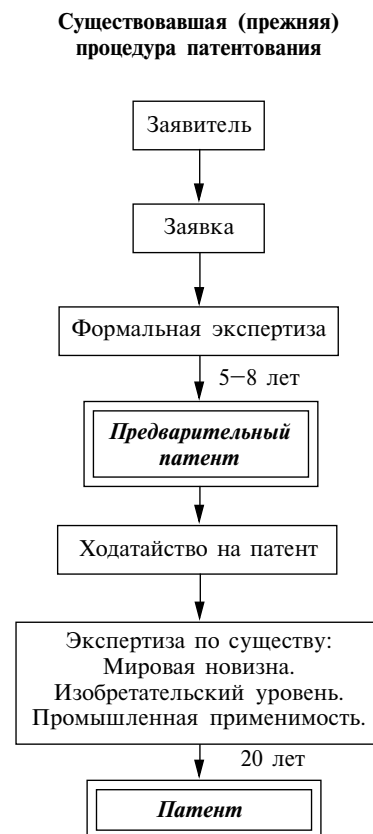 Существовавшая (прежняя)
процедура патентования
Заявитель
Заявка
Формальная экспертиза
5−8 лет
Предварительный
патент
Ходатайство на патент
Экспертиза по существу:
Мировая новизна.
Изобретательский уровень.
Промышленная применимость.
20 лет
Патент